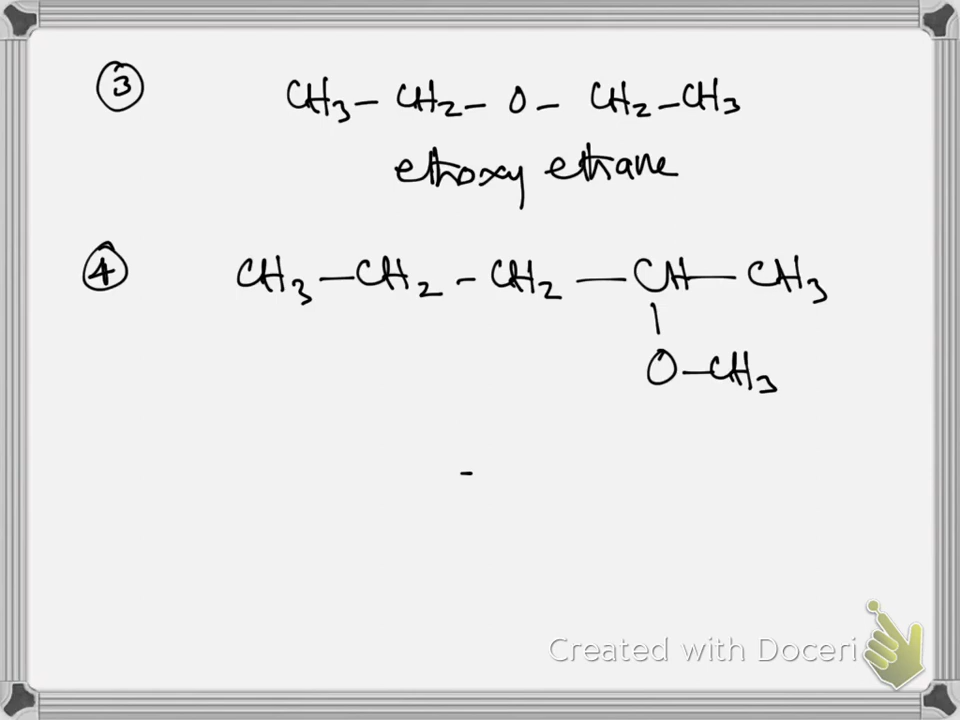 ③ CH3 – CH2 – O – CH2 – CH3
ethoxy ethane
④ CH3 – CH2 – CH2 – CH – CH3
|
O – CH3
-
Created with Doceri